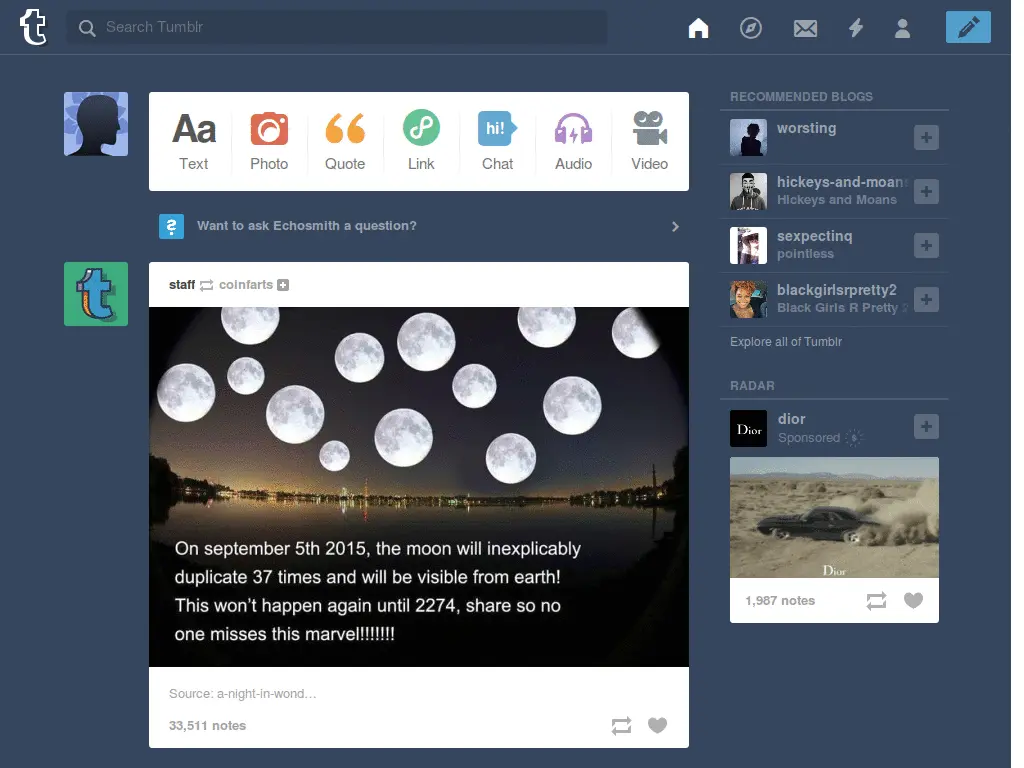 Search Tumblr
Aa
Text
Photo
Quote
Link
hi!
Chat
Audio
Video
? Want to ask Echosmith a question?
staff coinfarts
On september 5th 2015, the moon will inexplicably
duplicate 37 times and will be visible from earth!
This won't happen again until 2274, share so no
one misses this marvel!!!!!!!
Source: a-night-in-wond…
33,511 notes
RECOMMENDED BLOGS
worsting
hickeys-and-moan
Hickeys and Moans
sexpectinq
pointless
blackgirlsrpretty2
Black Girls R Pretty 2
Explore all of Tumblr
RADAR
Dior
dior
Sponsored
Dior
1,987 notes